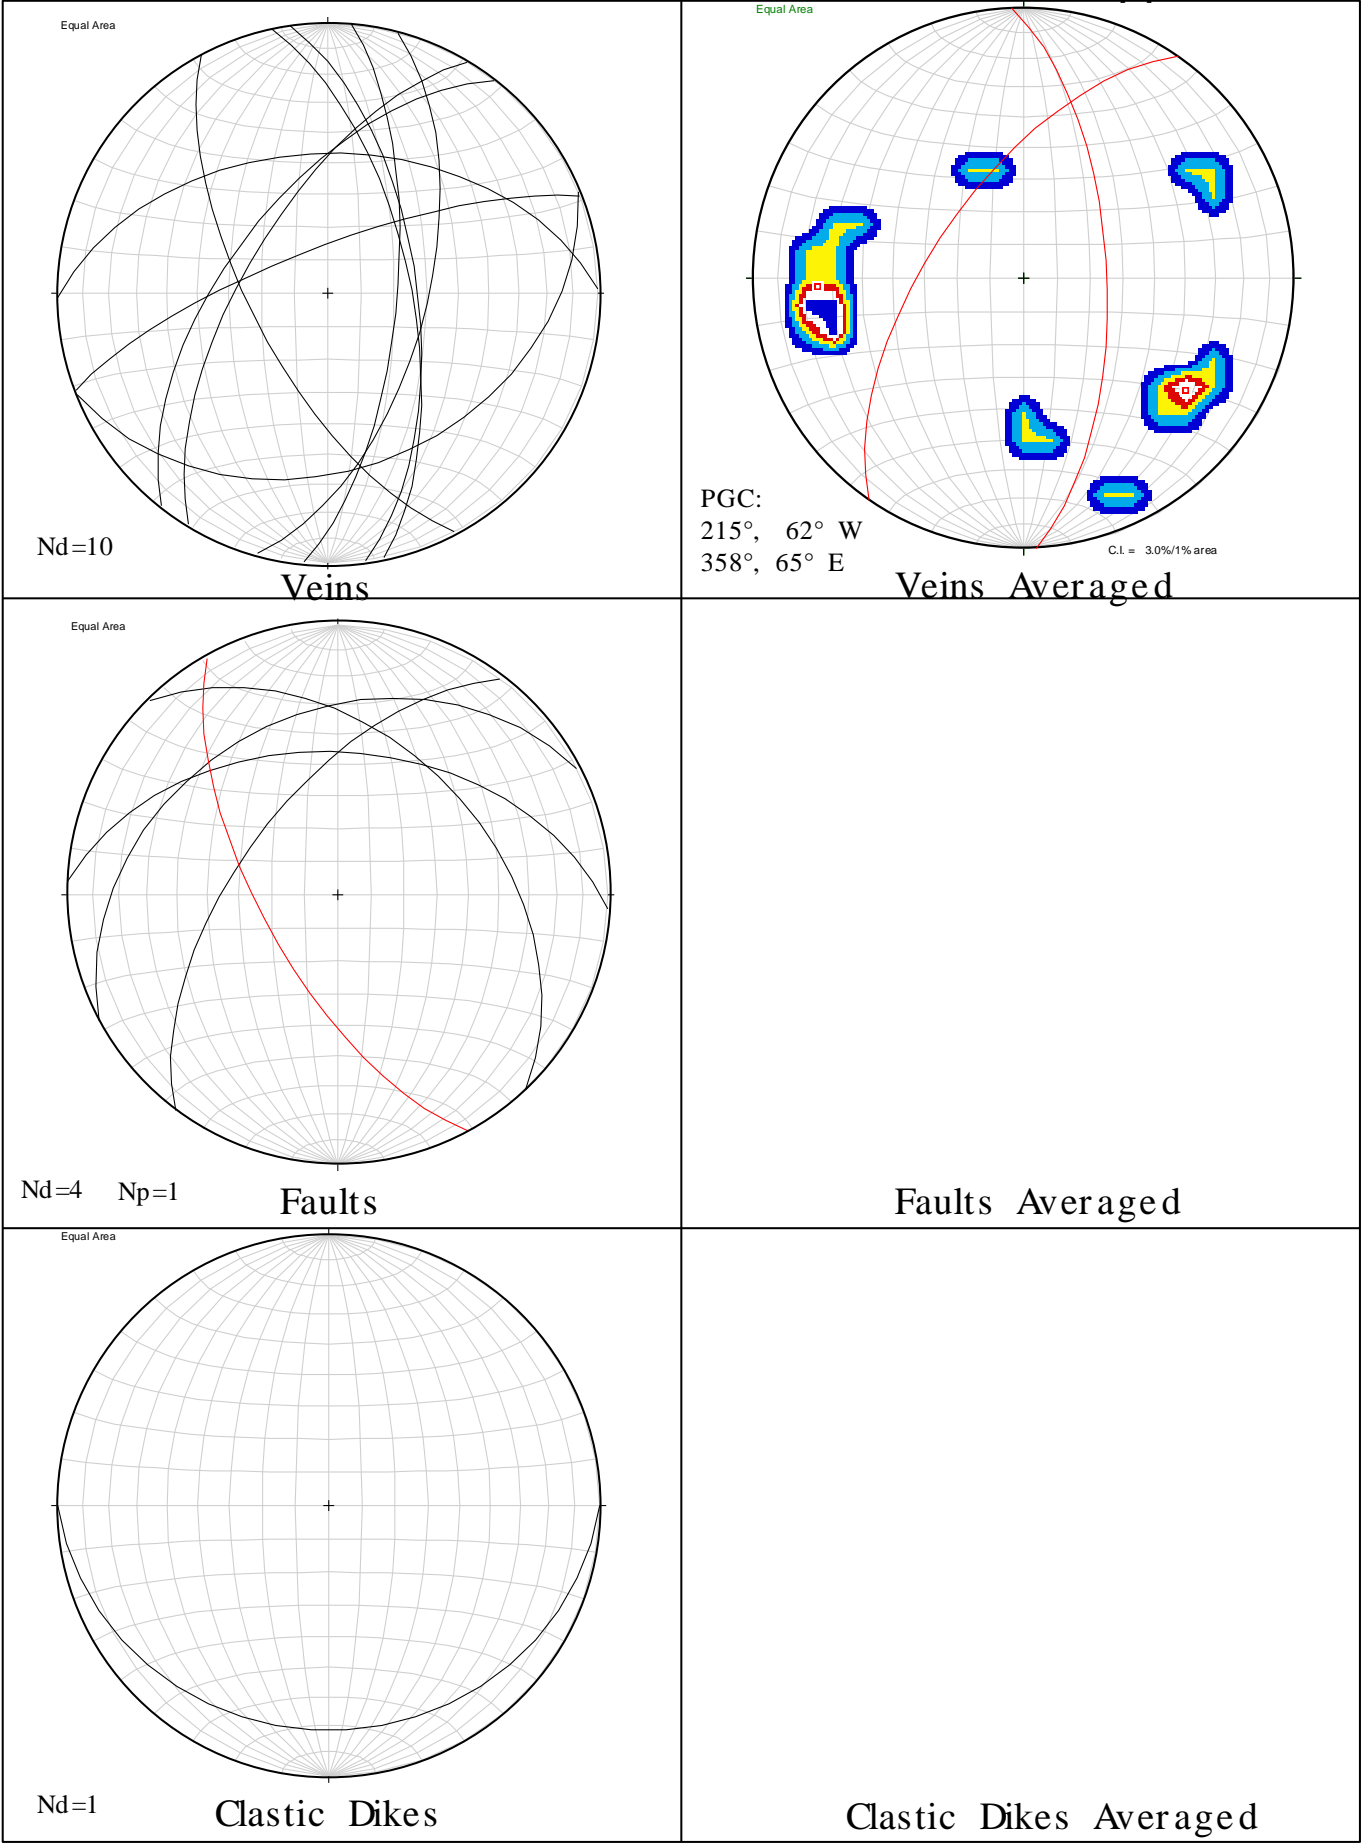 Equal Area
Nd=10
Veins
Equal Area
PGC:
215°, 62° W
358°, 65° E
C.I. = 3.0%/1% area
Veins Averaged
Equal Area
Nd=4 Np=1
Faults
Faults Averaged
Equal Area
Nd=1
Clastic Dikes
Clastic Dikes Averaged